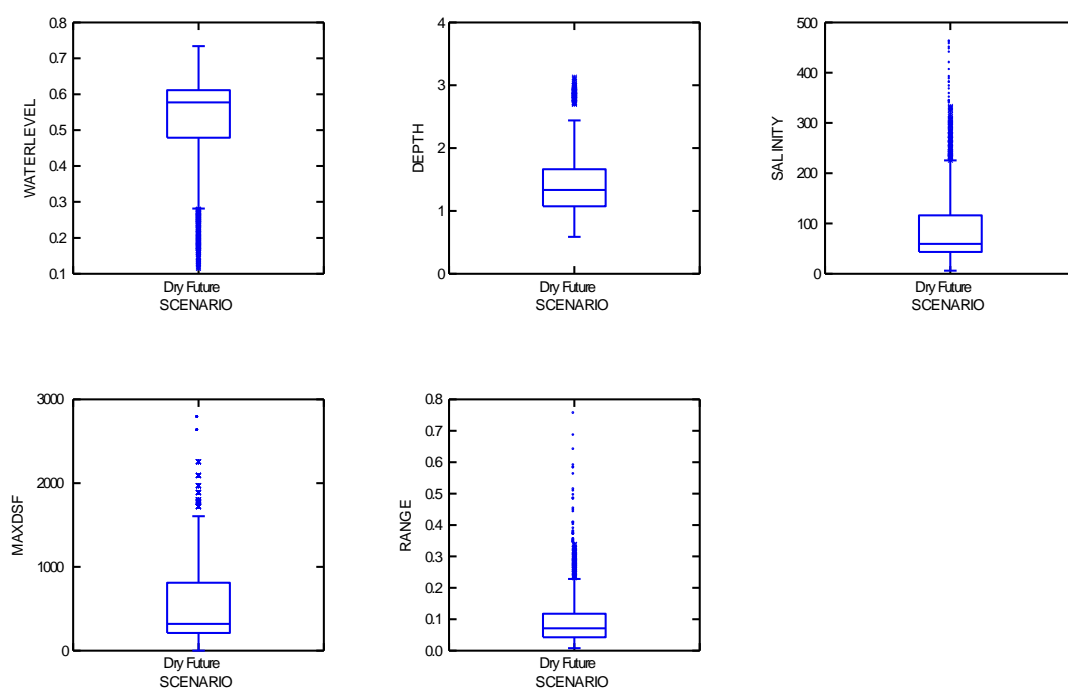 0.8
0.7
0.6
0.5
0.4
0.3
0.2
0.1
WATERLEVEL
Dry Future
SCENARIO
4
3
2
1
0
DEPTH
Dry Future
SCENARIO
500
400
300
200
100
0
SALINITY
Dry Future
SCENARIO
3000
2000
1000
0
MAXDSF
Dry Future
SCENARIO
0.8
0.7
0.6
0.5
0.4
0.3
0.2
0.1
0.0
RANGE
Dry Future
SCENARIO